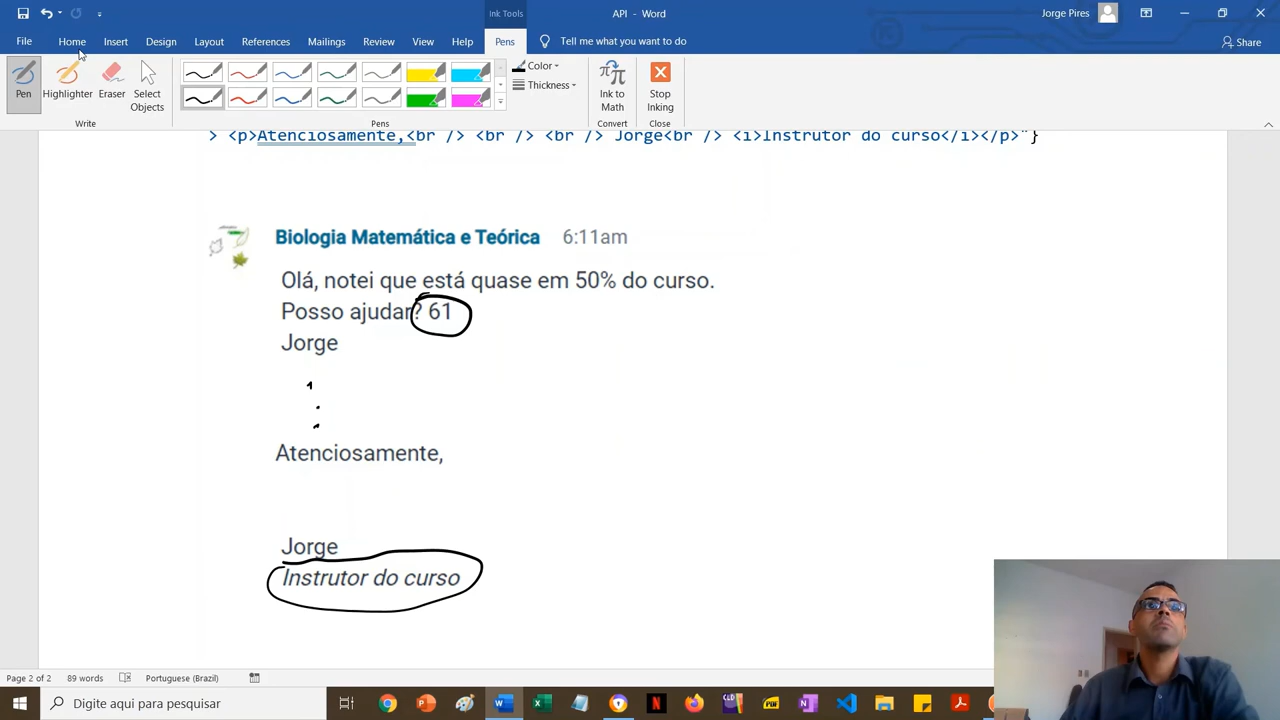 Ink Tools
API - Word
Jorge Pires
File Home Insert Design Layout References Mailings Review View Help Pens Tell me what you want to do Share
Pen Highlighter Eraser Select Objects Color Thickness Ink to Math Stop Inking
Write Pens Convert Close
> <p>Atenciosamente,<br /> <br /> <br /> Jorge<br /> <i>Instrutor do curso</i></p>"}
Biologia Matemática e Teórica 6:11am
Olá, notei que está quase em 50% do curso.
Posso ajudar? 61
Jorge
Atenciosamente,
Jorge
Instrutor do curso
Page 2 of 2 89 words Portuguese (Brazil)
Digite aqui para pesquisar